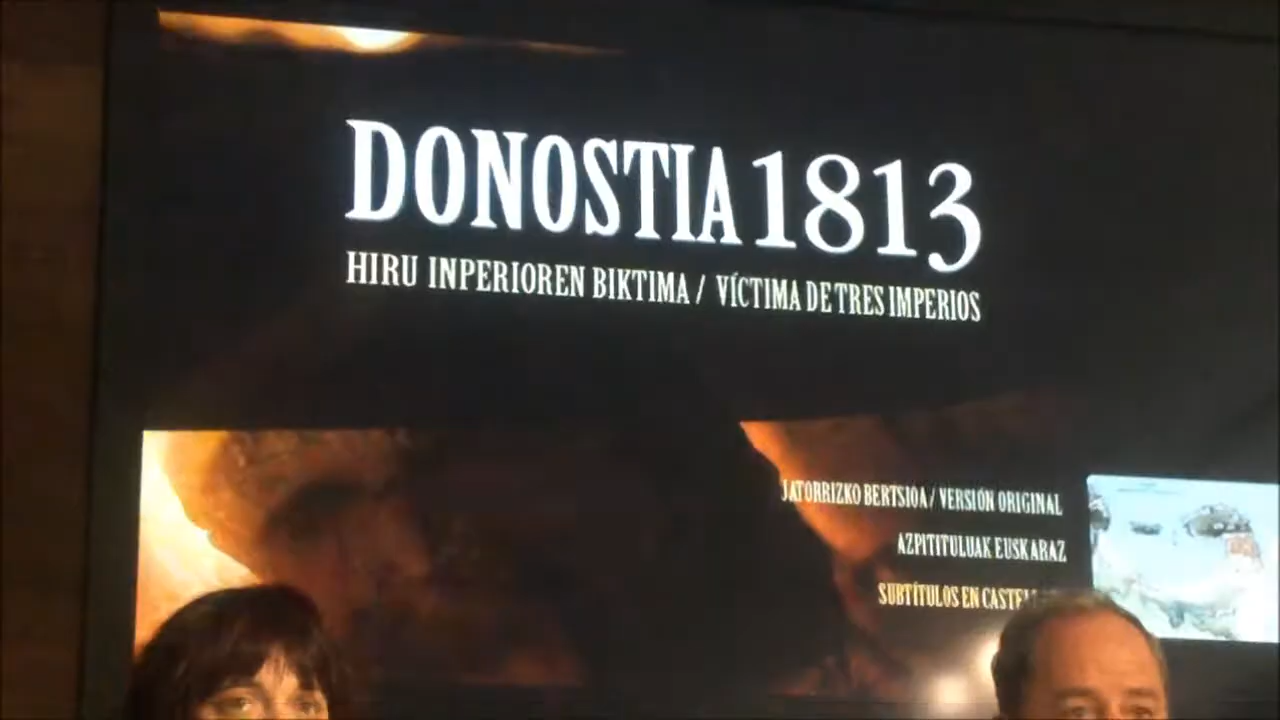 DONOSTIA 1813
HIRU INPERIOREN BIKTIMA / VÍCTIMA DE TRES IMPERIOS
JATORRIZKO BERTSIOA / VERSIÓN ORIGINAL
AZPITITULUAK EUSKARAZ
SUBTÍTULOS EN